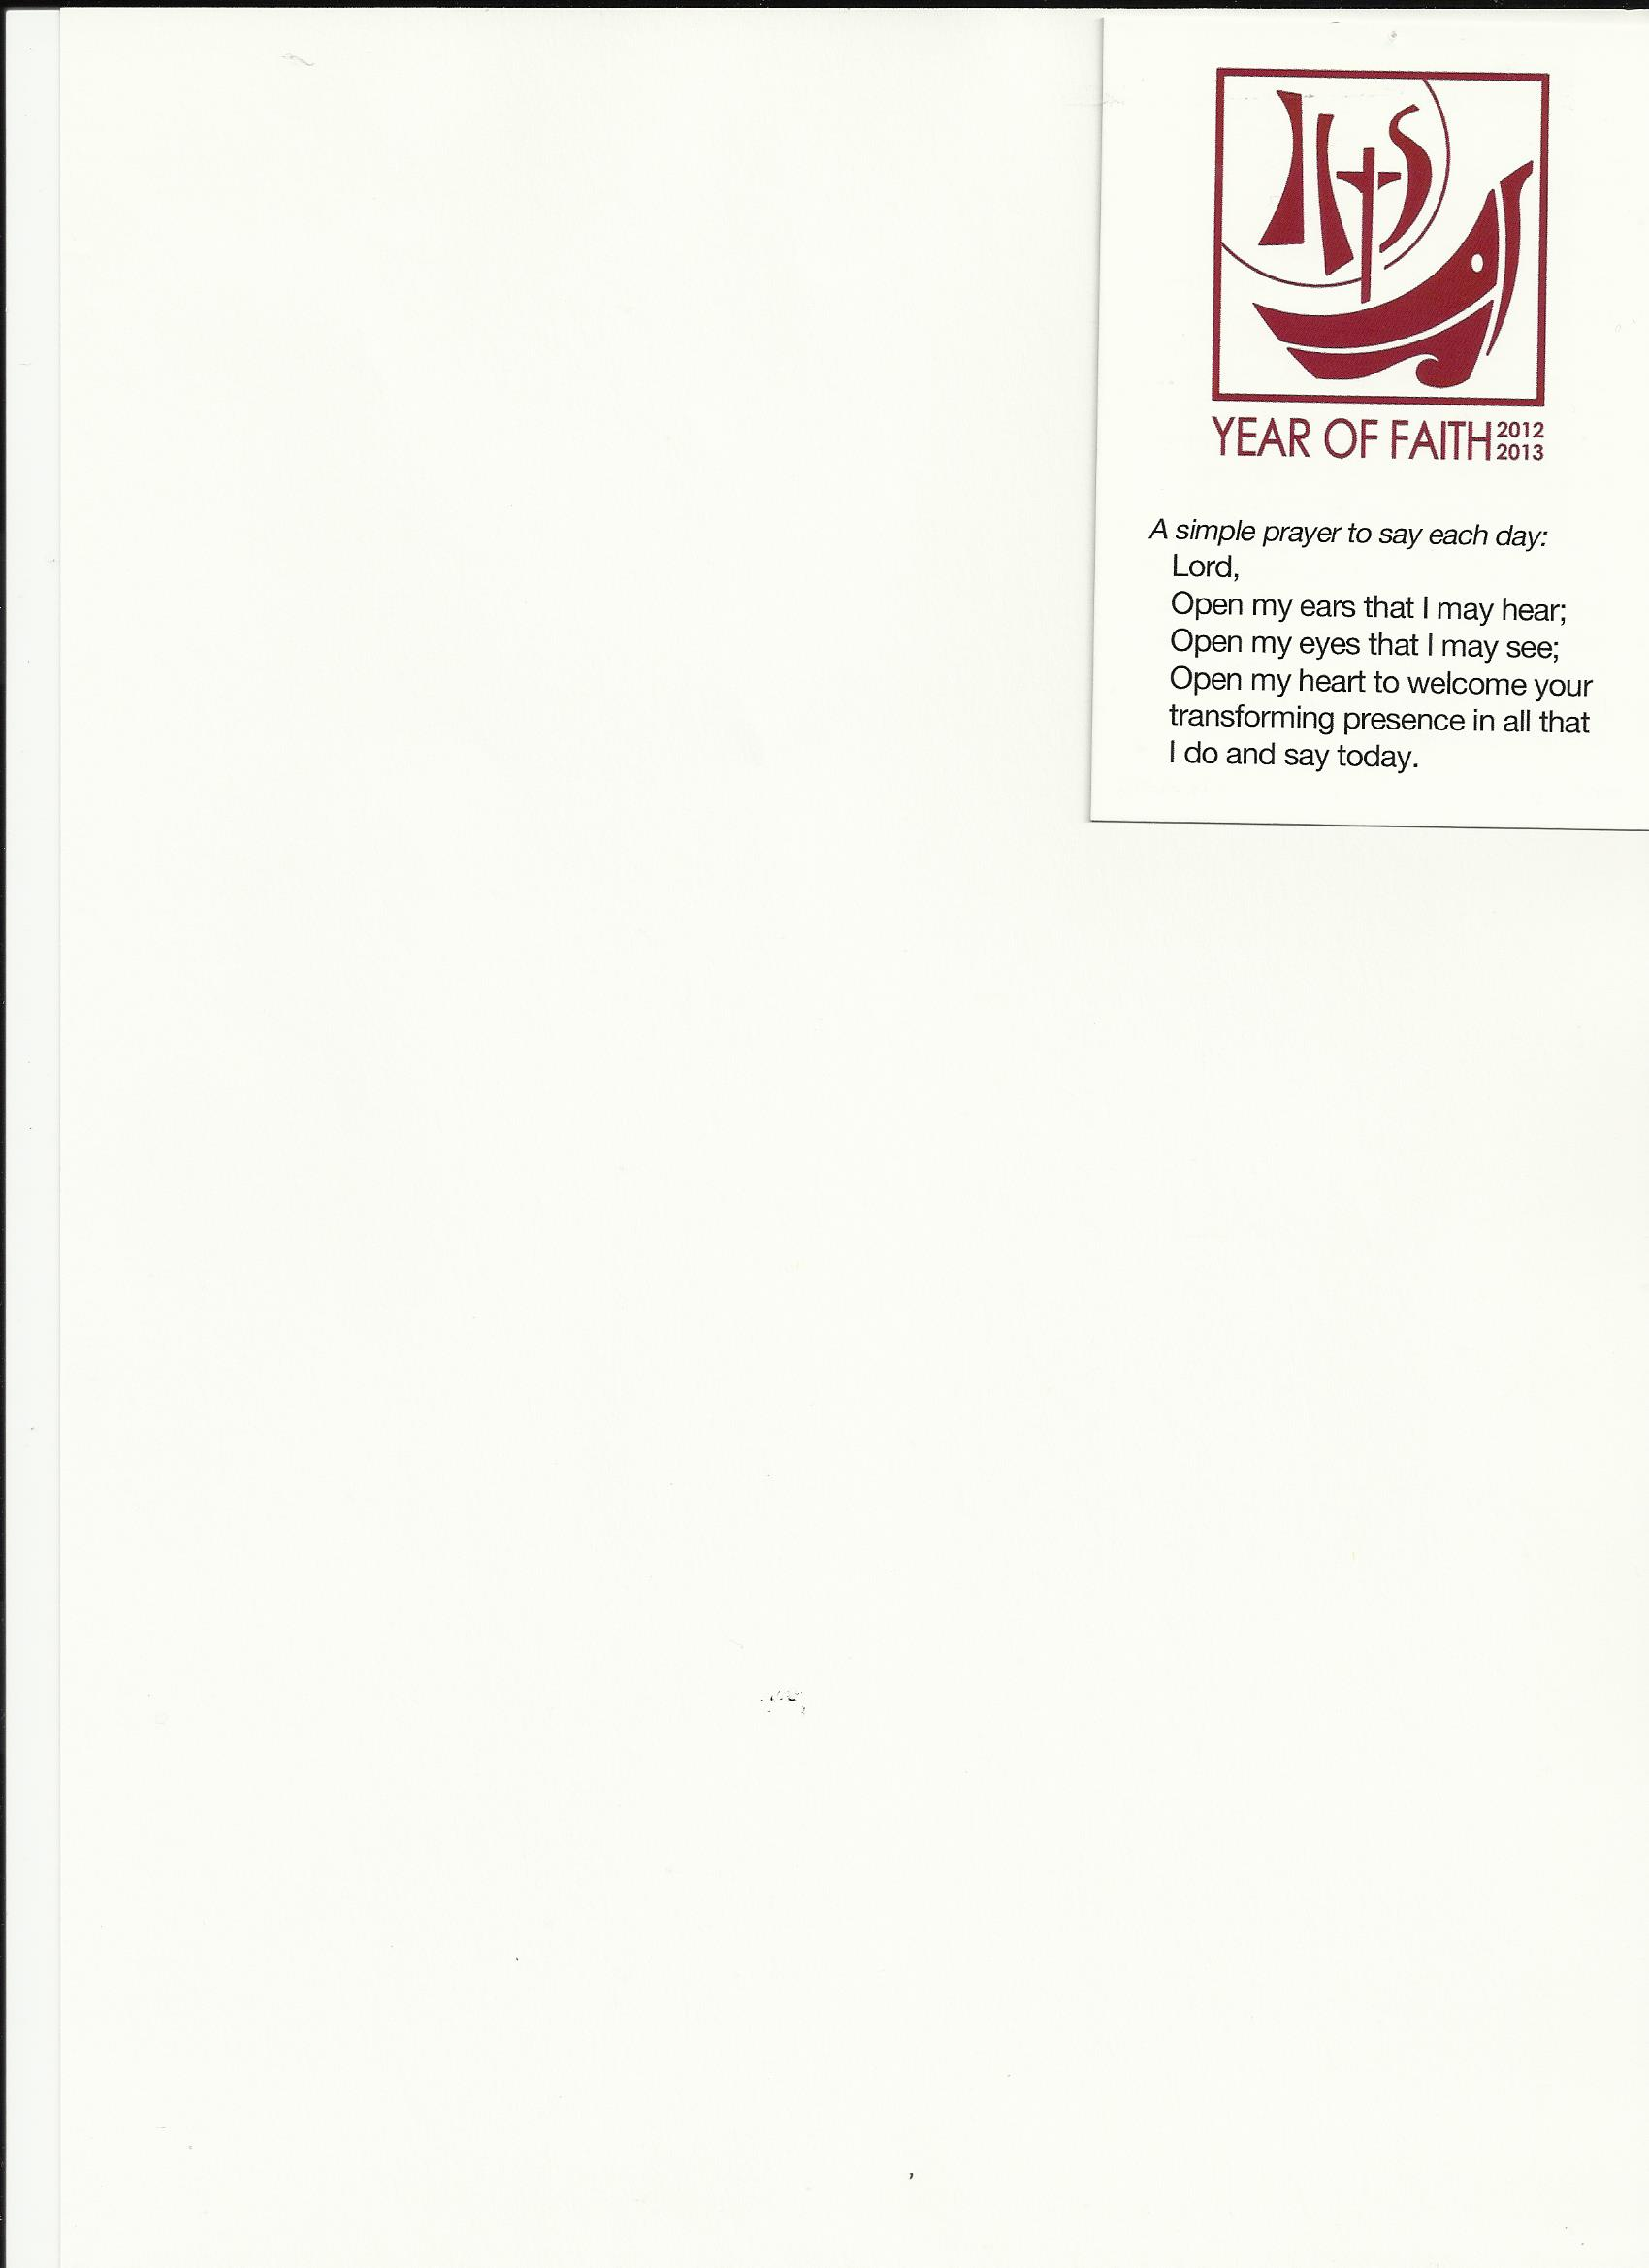 IHS
YEAR OF FAITH 2012 2013
A simple prayer to say each day:
Lord,
Open my ears that I may hear;
Open my eyes that I may see;
Open my heart to welcome your
transforming presence in all that
I do and say today.